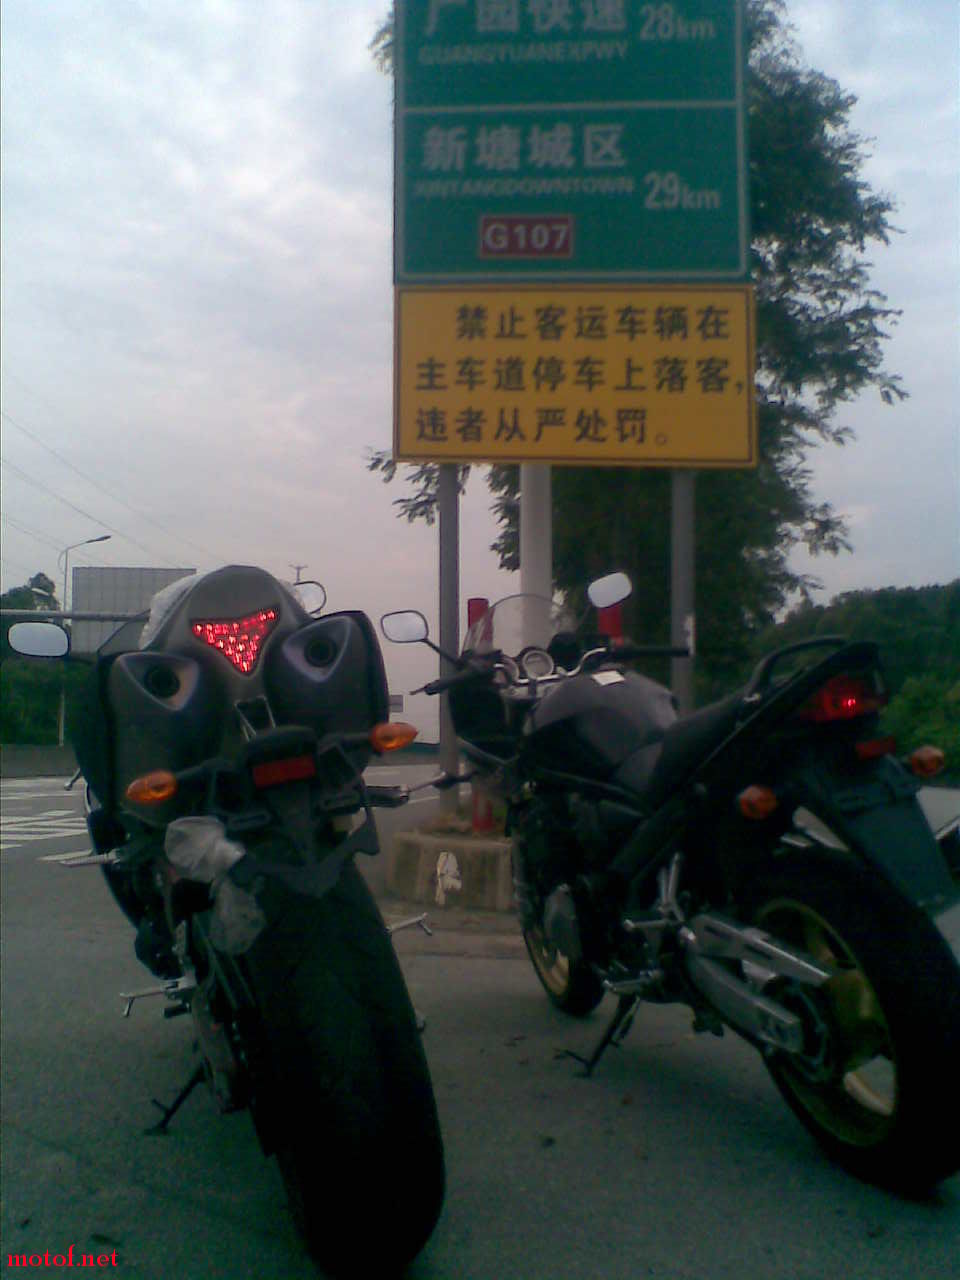 广园快速 28km
GUANGYUANEXPWY
新塘城区 29km
XINTANGDOWNTOWN
G107
禁止客运车辆在
主车道停车上落客，
违者从严处罚。
motof.net